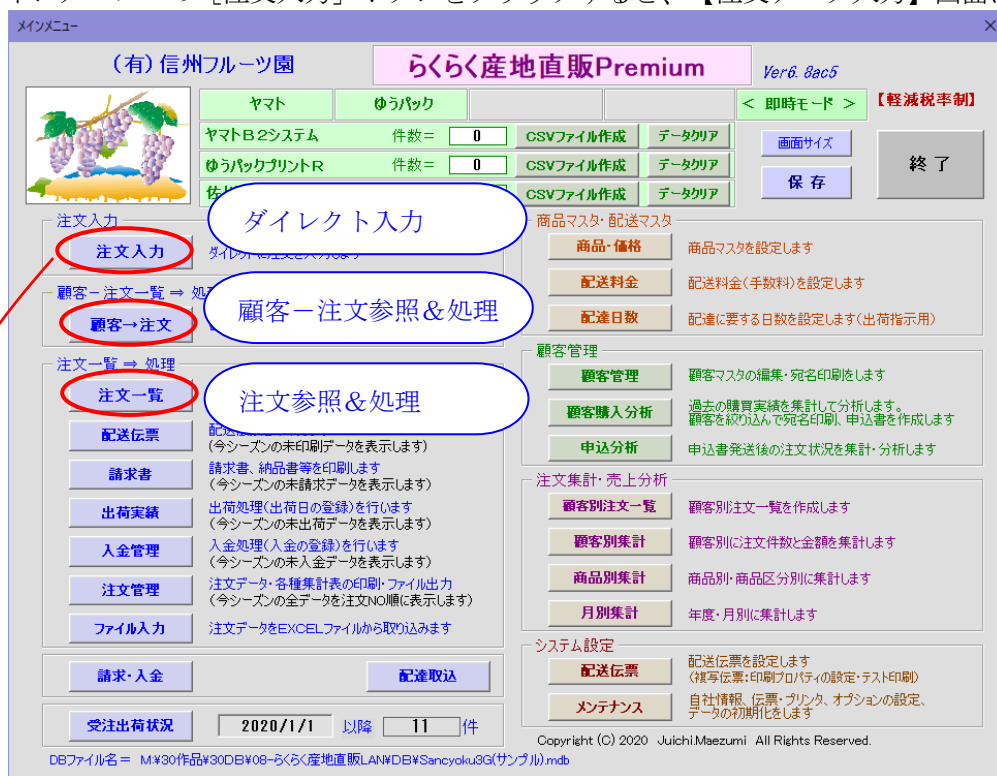 メインメニュー
(有)信州フルーツ園
らくらく産地直販Premium
Ver6. 8ac5
ヤマト
ゆうパック
< 即時モード >
【軽減税率制】
ヤマトB2システム
件数=
0
CSVファイル作成
データクリア
画面サイズ
終 了
ゆうパックプリントR
件数=
0
CSVファイル作成
データクリア
保 存
CSVファイル作成
データクリア
注文入力
注文入力
ダイレクト入力
顧客-注文一覧 ⇒
顧客→注文
顧客-注文参照&処理
注文一覧 ⇒ 処理
注文一覧
注文参照&処理
配送伝票
(今シーズンの未印刷データを表示します)
請求書
請求書、納品書等を印刷します
(今シーズンの未請求データを表示します)
出荷実績
出荷処理(出荷日の登録)を行います
(今シーズンの未出荷データを表示します)
入金管理
入金処理(入金の登録)を行います
(今シーズンの未入金データを表示します)
注文管理
注文データ・各種集計表の印刷・ファイル出力
(今シーズンの全データを注文NO順に表示します)
ファイル入力
注文データをEXCELファイルから取り込みます
請求・入金
配達取込
受注出荷状況
2020/1/1
以降
11
件
商品マスタ・配送マスタ
商品・価格
商品マスタを設定します
配送料金
配送料金(手数料)を設定します
配達日数
配達に要する日数を設定します(出荷指示用)
顧客管理
顧客管理
顧客マスタの編集・宛名印刷をします
顧客購入分析
過去の購買実績を集計して分析します。
顧客を絞り込んで宛名印刷、申込書を作成します
申込分析
申込書発送後の注文状況を集計・分析します
注文集計・売上分析
顧客別注文一覧
顧客別注文一覧を作成します
顧客別集計
顧客別に注文件数と金額を集計します
商品別集計
商品別・商品区分別に集計します
月別集計
年度・月別に集計します
システム設定
配送伝票
配送伝票を設定します
(複写伝票:印刷プロパティの設定・テスト印刷)
メンテナンス
自社情報、伝票・プリンタ、オプションの設定、
データの初期化をします
Copyright (C) 2020 Juichi.Maezumi All Rights Reserved.
DBファイル名= M:¥30作品¥30DB¥08-らくらく産地直販LAN¥DB¥Sancyoku3G(サンプル).mdb